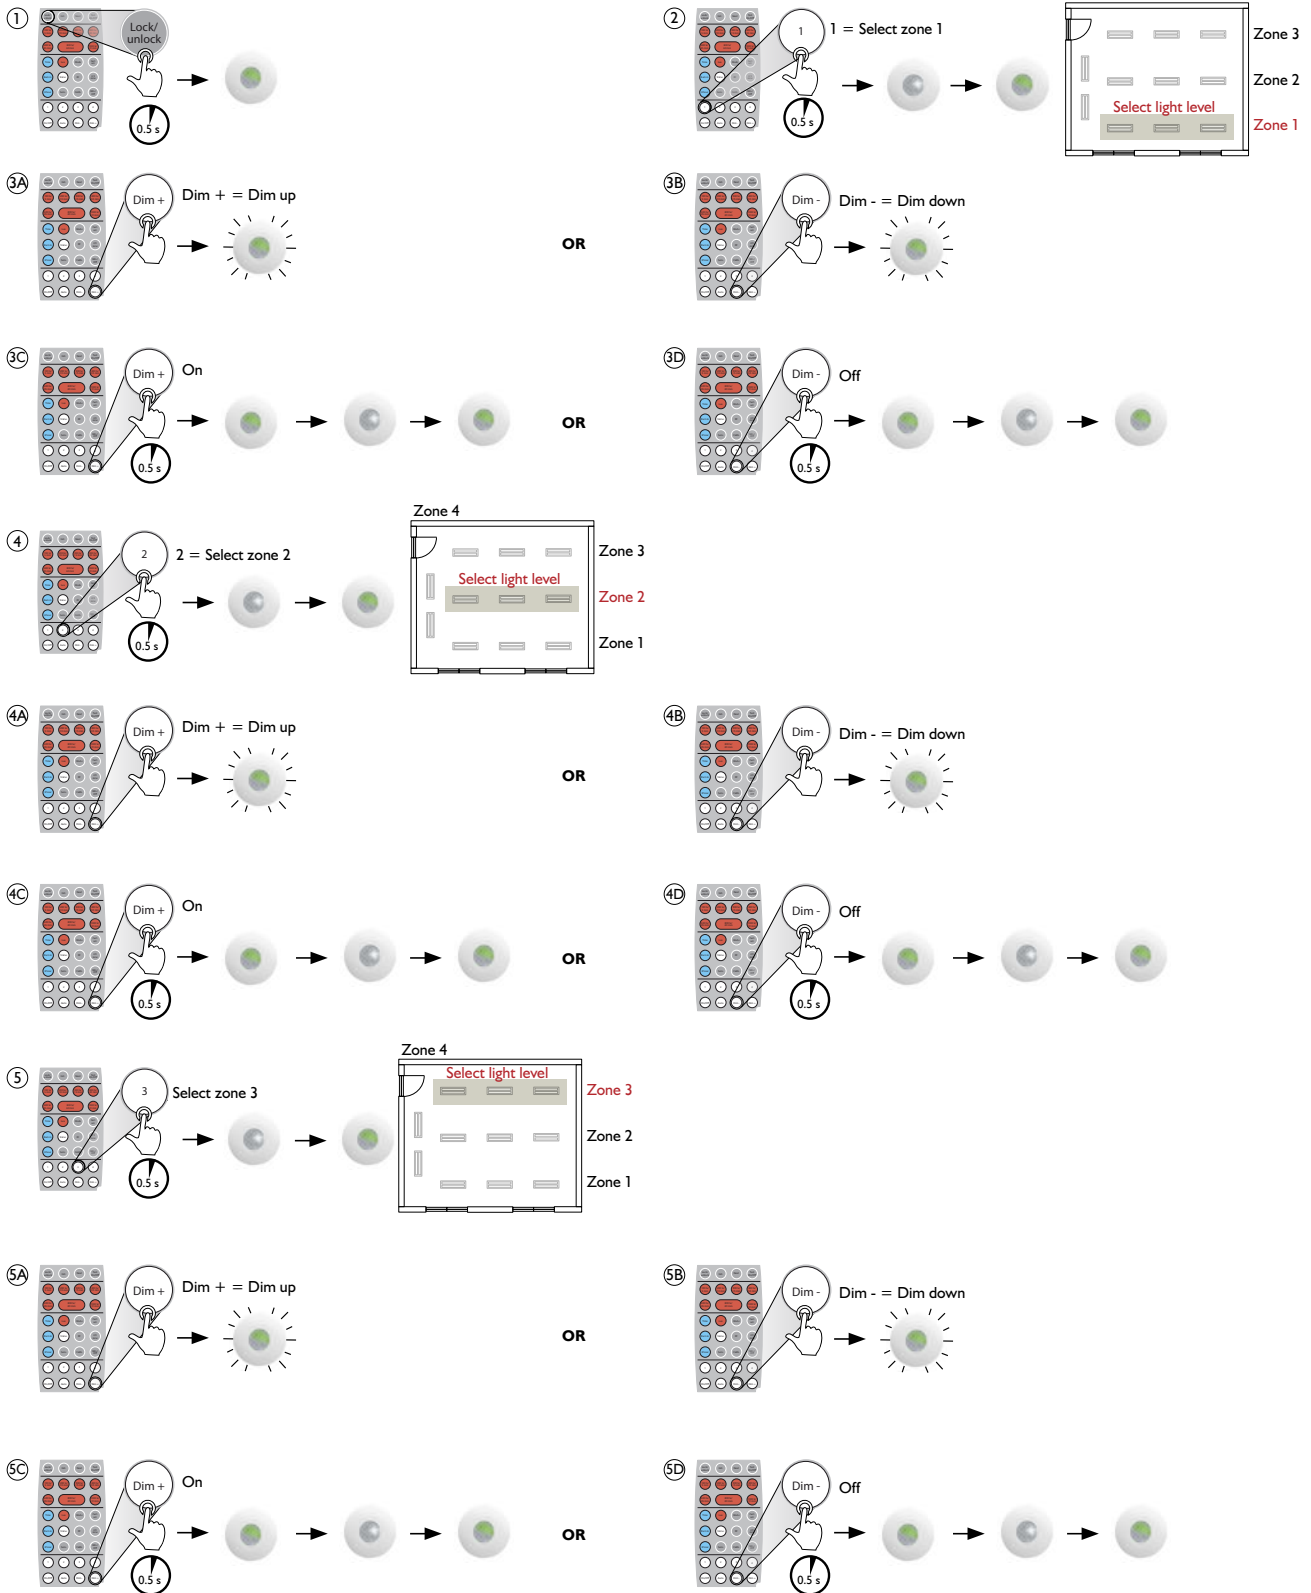 1
Lock/
unlock
0.5 s
2
1
1 = Select zone 1
0.5 s
Zone 3
Zone 2
Select light level
Zone 1
3A
Dim +
Dim + = Dim up
OR
3B
Dim -
Dim - = Dim down
3C
Dim +
On
0.5 s
OR
3D
Dim -
Off
0.5 s
4
2
2 = Select zone 2
0.5 s
Zone 4
Zone 3
Select light level
Zone 2
Zone 1
4A
Dim +
Dim + = Dim up
OR
4B
Dim -
Dim - = Dim down
4C
Dim +
On
0.5 s
OR
4D
Dim -
Off
0.5 s
5
3
Select zone 3
0.5 s
Zone 4
Select light level
Zone 3
Zone 2
Zone 1
5A
Dim +
Dim + = Dim up
OR
5B
Dim -
Dim - = Dim down
5C
Dim +
On
0.5 s
OR
5D
Dim -
Off
0.5 s